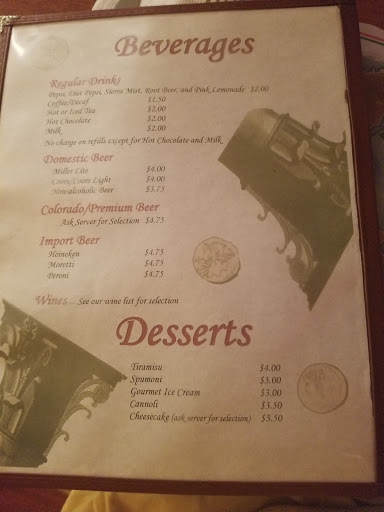 Beverages
Regular Drinks
Pepsi, Diet Pepsi, Sierra Mist, Root Beer, and Pink Lemonade $2.00
Coffee/Decaf $1.50
Hot or Iced Tea $2.00
Hot Chocolate $2.00
Milk $2.00
No charge on refills except for Hot Chocolate and Milk
Domestic Beer
Miller Lite $4.00
Coors/Coors Light $4.00
Non-alcoholic Beer $3.75
Colorado/Premium Beer
Ask Server for Selection $4.75
Import Beer
Heineken $4.75
Moretti $4.75
Peroni $4.75
Wines... See our wine list for selection
Desserts
Tiramisu $4.00
Spumoni $3.00
Gourmet Ice Cream $3.00
Cannoli $3.50
Cheesecake (ask server for selection) $3.50